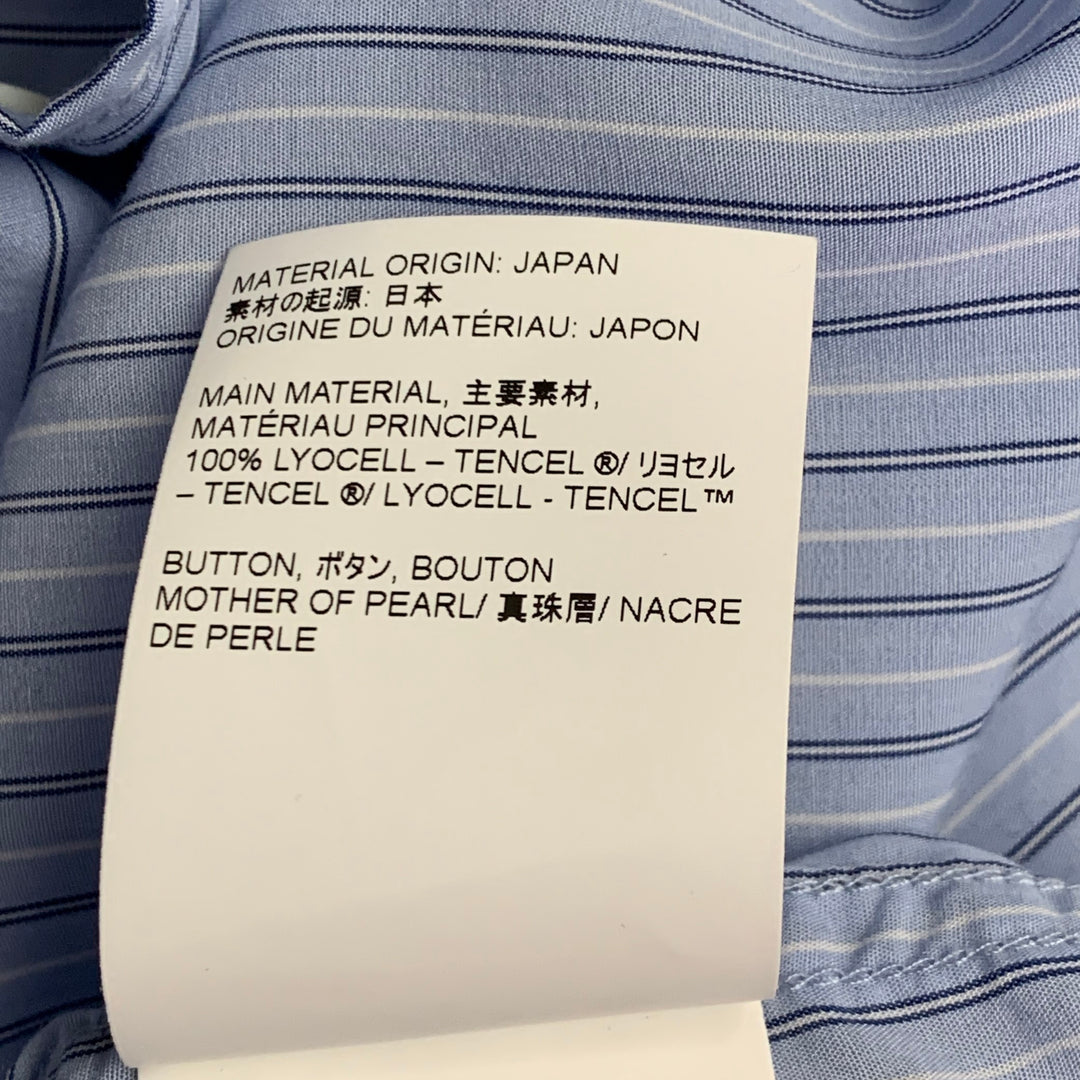 MATERIAL ORIGIN: JAPAN
素材の起源: 日本
ORIGINE DU MATÉRIAU: JAPON
MAIN MATERIAL, 主要素材,
MATÉRIAU PRINCIPAL
100% LYOCELL – TENCEL ®/ リヨセル
– TENCEL ®/ LYOCELL - TENCEL™
BUTTON, ボタン, BOUTON
MOTHER OF PEARL/ 真珠層/ NACRE
DE PERLE